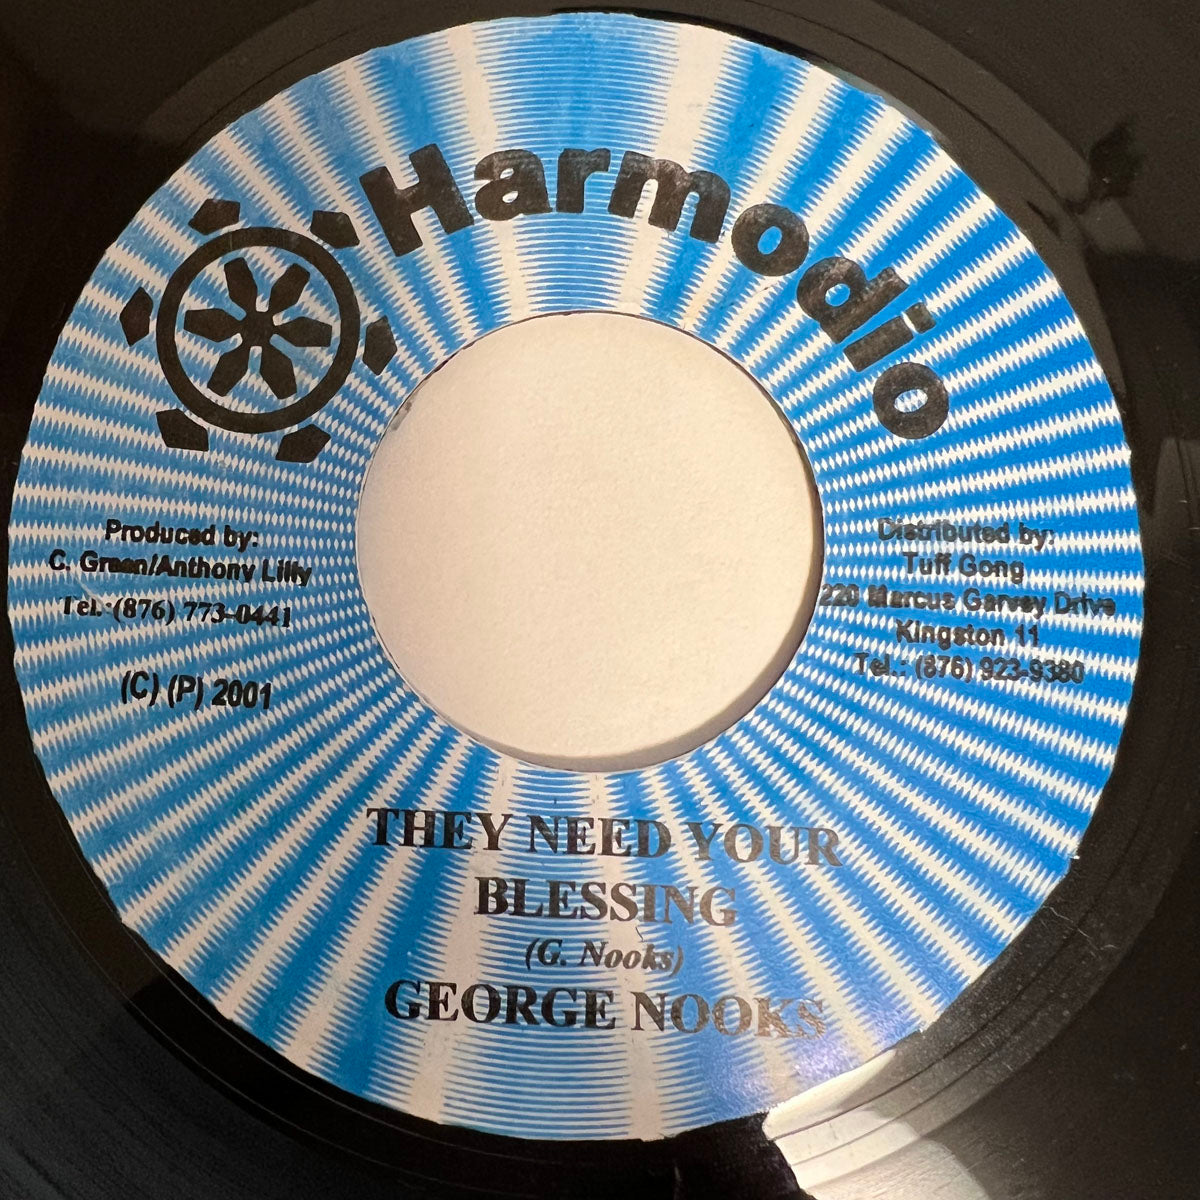 Harmodio
Produced by:
C. Green/Anthony Lilly
Tel. (876) 773-0441
(C) (P) 2001
Distributed by:
Tuff Gong
220 Marcus Garvey Drive
Kingston 11
Tel.: (876) 923-9380
THEY NEED YOUR
BLESSING
(G. Nooks)
GEORGE NOOKS